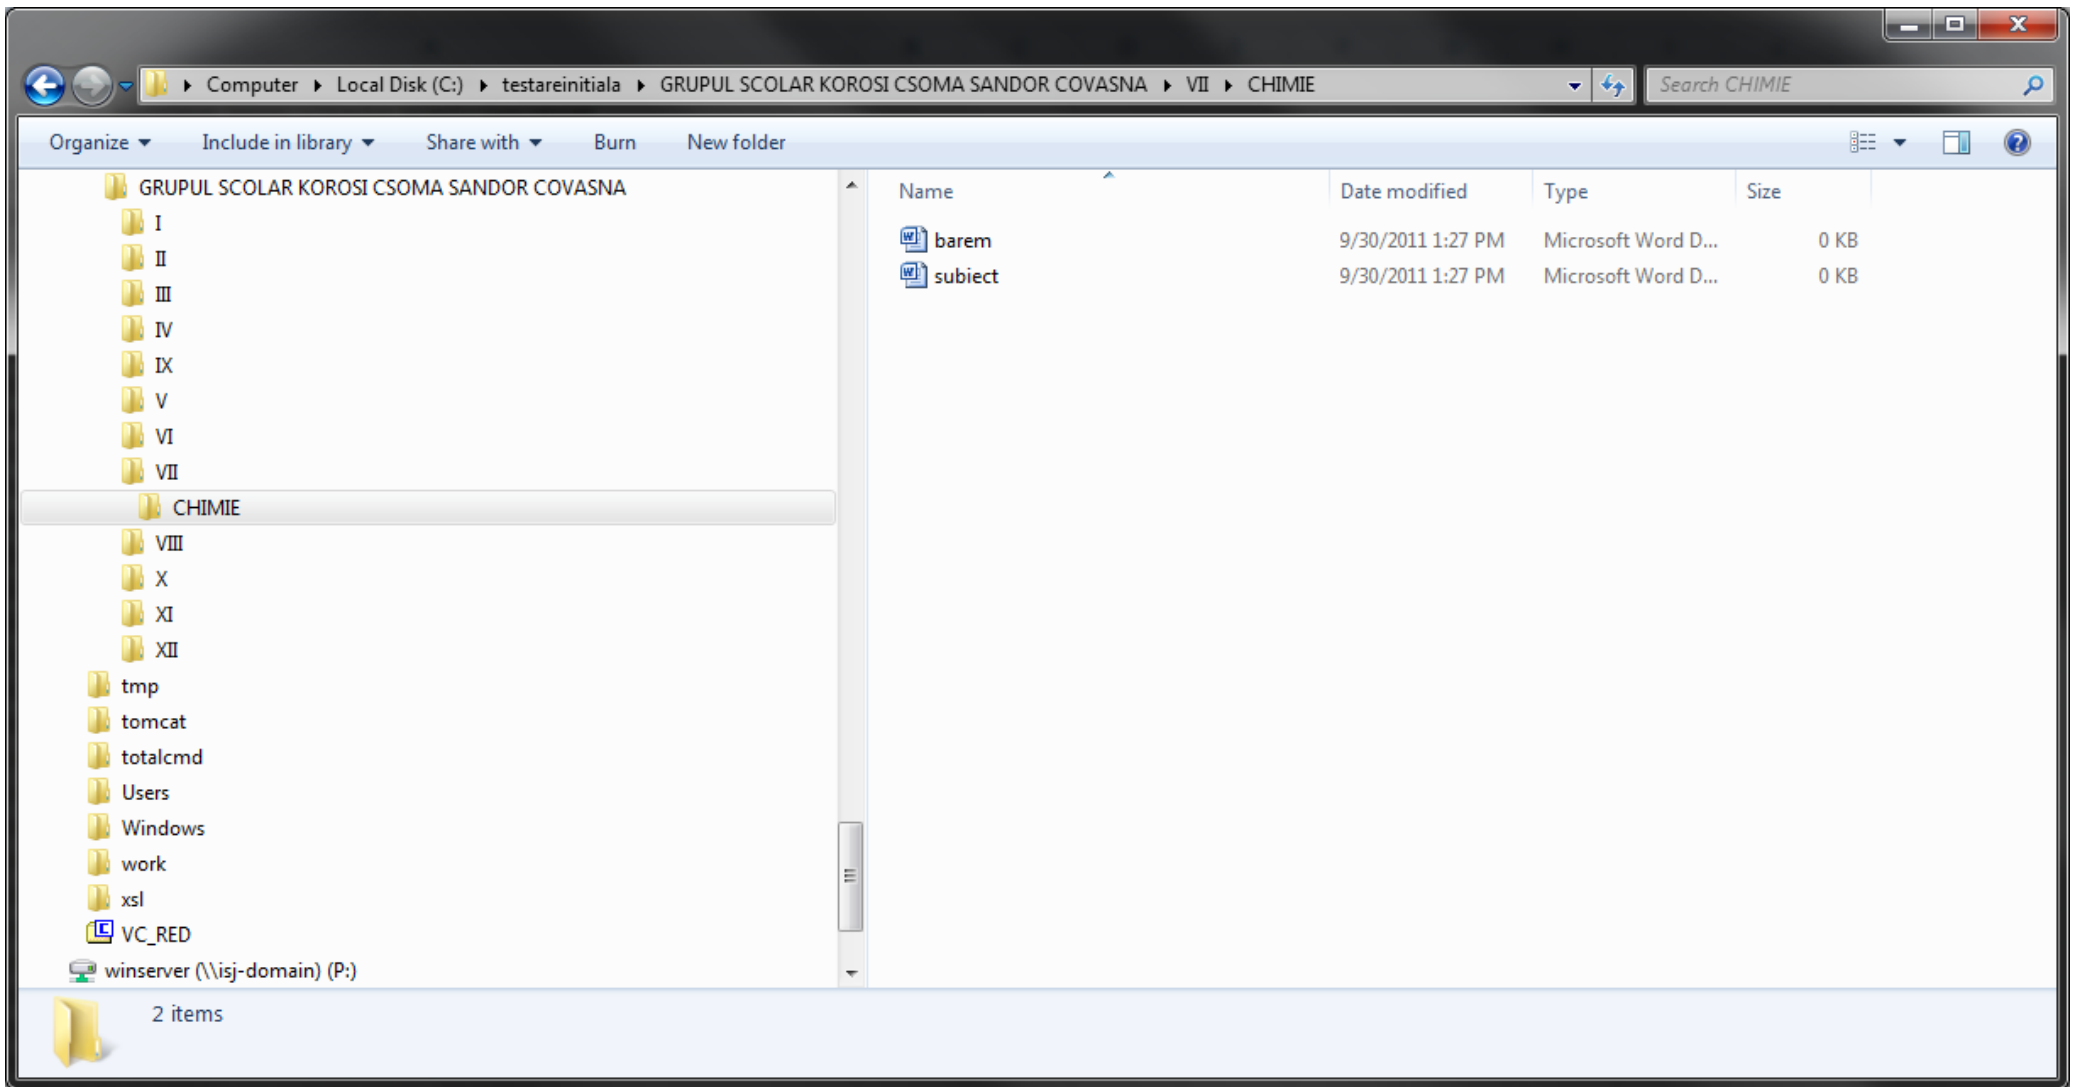 Computer Local Disk (C:) testareinitiala GRUPUL SCOLAR KOROSI CSOMA SANDOR COVASNA VII CHIMIE Search CHIMIE
Organize Include in library Share with Burn New folder
GRUPUL SCOLAR KOROSI CSOMA SANDOR COVASNA
I
II
III
IV
IX
V
VI
VII
CHIMIE
VIII
X
XI
XII
tmp
tomcat
totalcmd
Users
Windows
work
xsl
VC_RED
winserver (\\isj-domain) (P:)
Name Date modified Type Size
barem 9/30/2011 1:27 PM Microsoft Word D... 0 KB
subiect 9/30/2011 1:27 PM Microsoft Word D... 0 KB
2 items